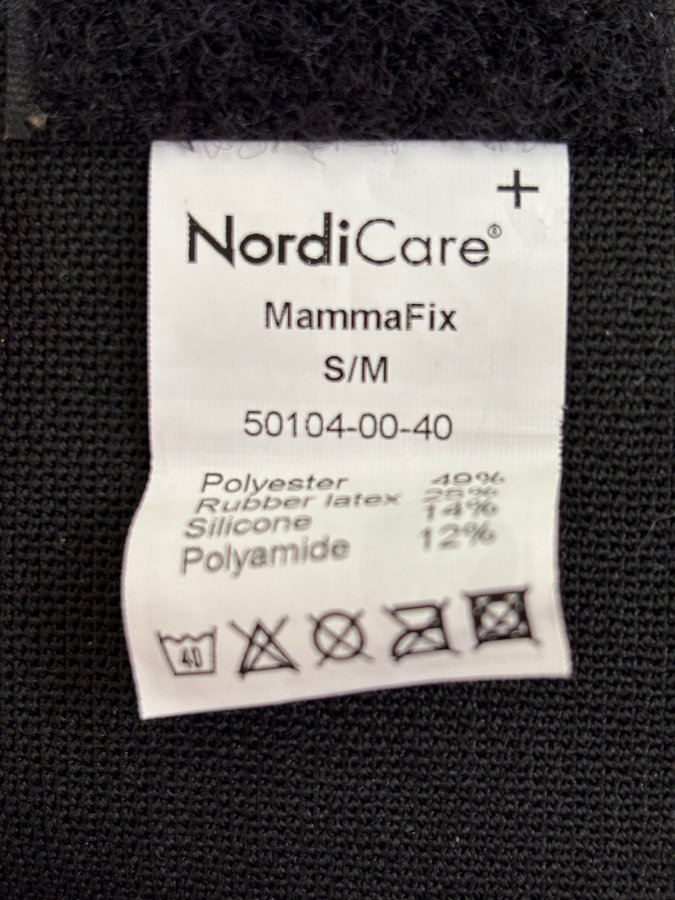 +
NordiCare®
MammaFix
S/M
50104-00-40
Polyester 49%
Rubber latex 25%
Silicone 14%
Polyamide 12%
40